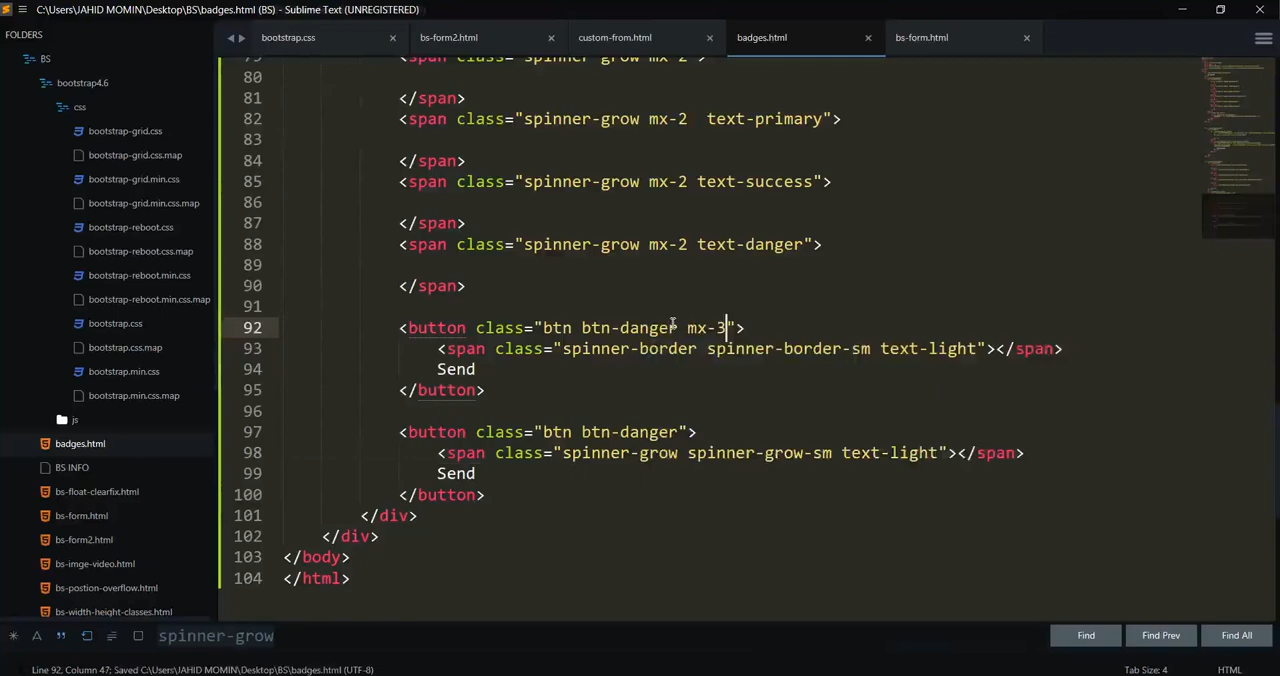 C:\Users\JAHID MOMIN\Desktop\BS\badges.html (BS) - Sublime Text (UNREGISTERED)
FOLDERS
BS
bootstrap4.6
css
bootstrap-grid.css
bootstrap-grid.css.map
bootstrap-grid.min.css
bootstrap-grid.min.css.map
bootstrap-reboot.css
bootstrap-reboot.css.map
bootstrap-reboot.min.css
bootstrap-reboot.min.css.map
bootstrap.css
bootstrap.css.map
bootstrap.min.css
bootstrap.min.css.map
js
badges.html
BS INFO
bs-float-clearfix.html
bs-form.html
bs-form2.html
bs-imge-video.html
bs-postion-overflow.html
bs-width-height-classes.html
bootstrap.css
bs-form2.html
custom-from.html
badges.html
bs-form.html
79 <span class="spinner-grow mx-2">
80
81 </span>
82 <span class="spinner-grow mx-2  text-primary">
83
84 </span>
85 <span class="spinner-grow mx-2 text-success">
86
87 </span>
88 <span class="spinner-grow mx-2 text-danger">
89
90 </span>
91
92 <button class="btn btn-danger mx-3">
93 <span class="spinner-border spinner-border-sm text-light"></span>
94 Send
95 </button>
96
97 <button class="btn btn-danger">
98 <span class="spinner-grow spinner-grow-sm text-light"></span>
99 Send
100 </button>
101 </div>
102 </div>
103 </body>
104 </html>
spinner-grow
Find
Find Prev
Find All
Line 92, Column 47; Saved C:\Users\JAHID MOMIN\Desktop\BS\badges.html (UTF-8)
Tab Size: 4
HTML